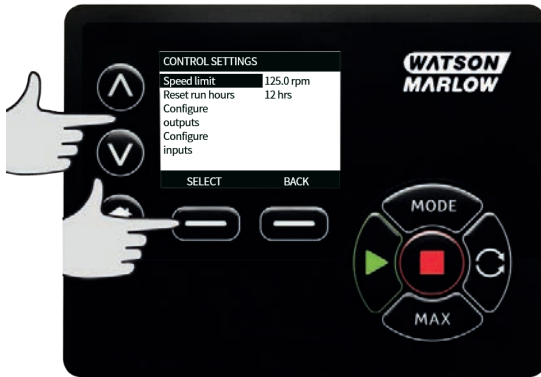 CONTROL SETTINGS
Speed limit 125.0 rpm
Reset run hours 12 hrs
Configure
outputs
Configure
inputs
SELECT BACK
WATSON
MARLOW
MODE
MAX